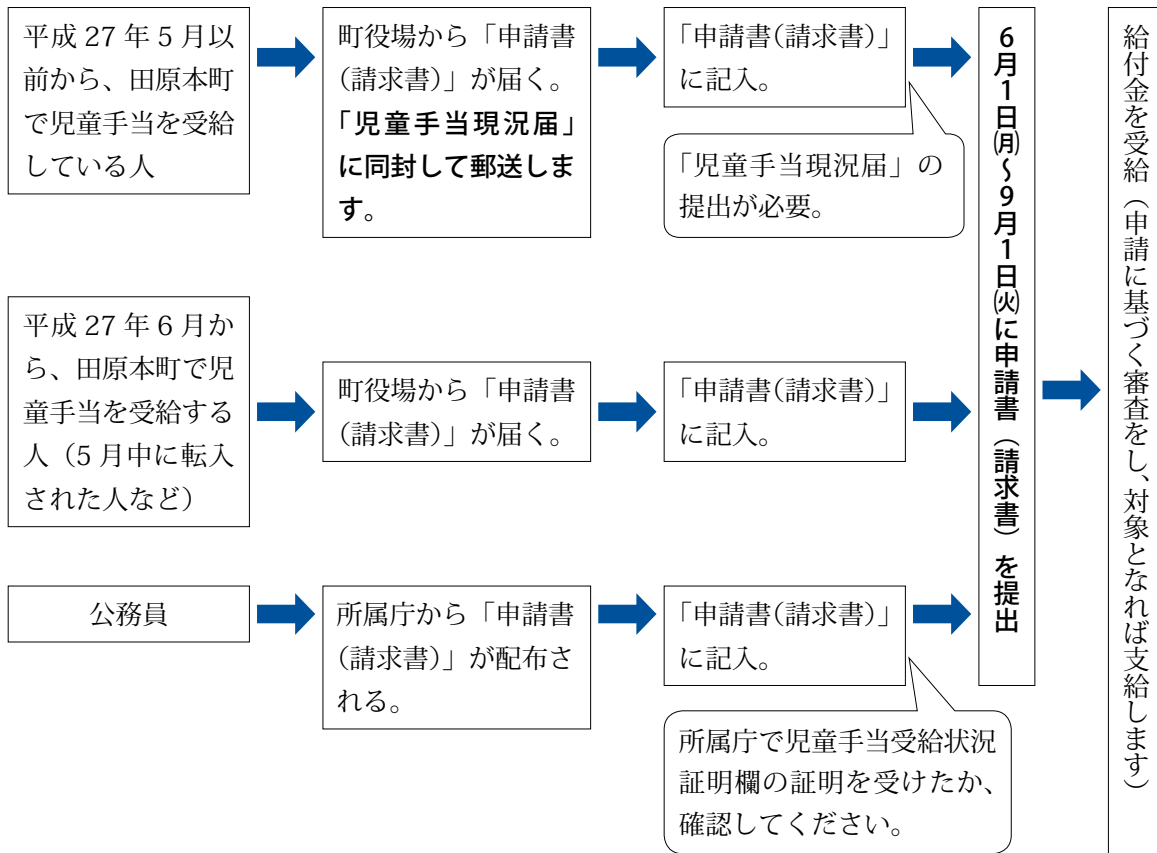 平成 27 年 5 月以
前から、田原本町
で児童手当を受給
している人
町役場から「申請書
(請求書)」が届く。
「児童手当現況届」
に同封して郵送しま
す。
「申請書(請求書)」
に記入。
「児童手当現況届」の
提出が必要。
平成 27 年 6 月か
ら、田原本町で児
童手当を受給する
人（5 月中に転入
された人など）
町役場から「申請書
(請求書)」が届く。
「申請書(請求書)」
に記入。
公務員
所属庁から「申請書
(請求書)」が配布さ
れる。
「申請書(請求書)」
に記入。
所属庁で児童手当受給状況
証明欄の証明を受けたか、
確認してください。
6月1日㈪～9月1日㈫に申請書（請求書）を提出
給付金を受給（申請に基づく審査をし、対象となれば支給します）